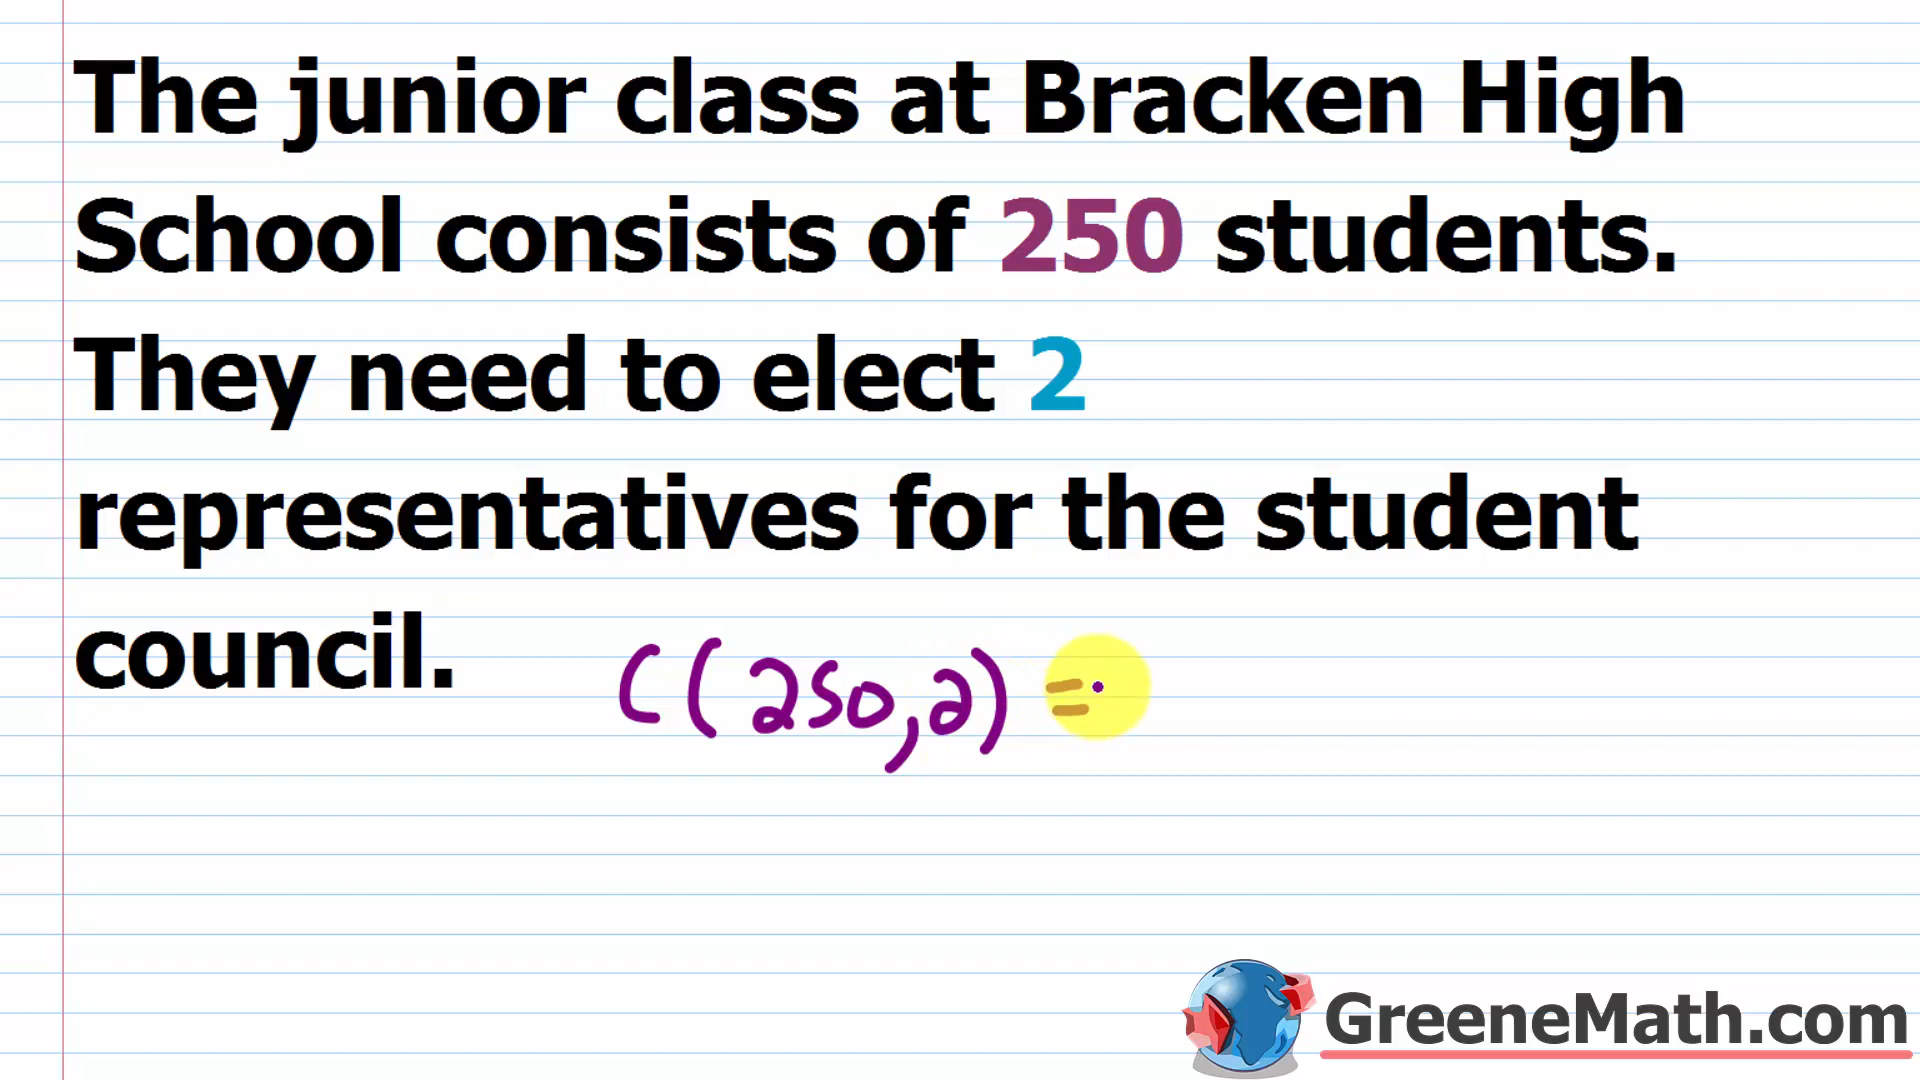 The junior class at Bracken High
School consists of 250 students.
They need to elect 2
representatives for the student
council.
C(250,2) =
GreeneMath.com